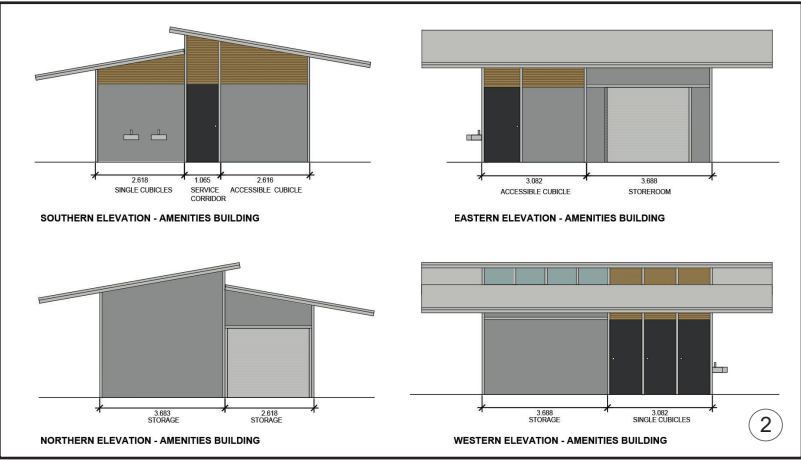 2.618 1.065 2.616
SINGLE CUBICLES SERVICE CORRIDOR ACCESSIBLE CUBICLE
SOUTHERN ELEVATION - AMENITIES BUILDING
3.082 3.688
ACCESSIBLE CUBICLE STOREROOM
EASTERN ELEVATION - AMENITIES BUILDING
3.683 2.618
STORAGE STORAGE
NORTHERN ELEVATION - AMENITIES BUILDING
3.688 3.082
STORAGE SINGLE CUBICLES
WESTERN ELEVATION - AMENITIES BUILDING
2